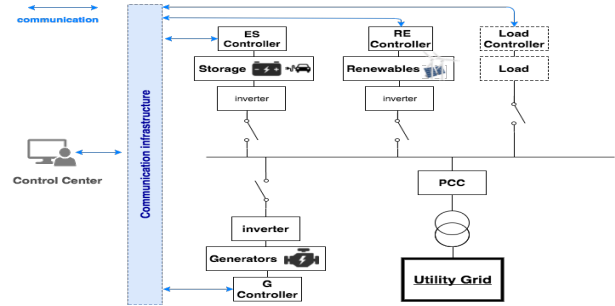 communication
ES
Controller
RE
Controller
Load
Controller
Storage
Renewables
Load
inverter
inverter
Communication infrastructure
Control Center
PCC
inverter
Generators
Utility Grid
G
Controller